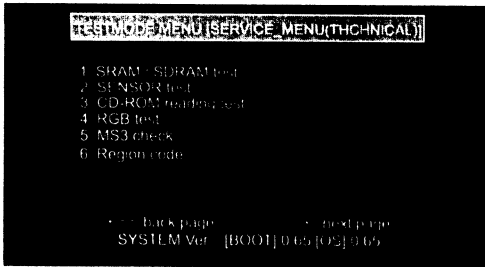 TESTMODE MENU [SERVICE_MENU(THCHNICAL)]
1 SRAM · SDRAM test
2 SENSOR test
3 CD-ROM reading test
4 RGB test
5 MS3 check
6 Region code
back page next page
SYSTEM Ver [BOOT] 0.65 [OS] 0.65